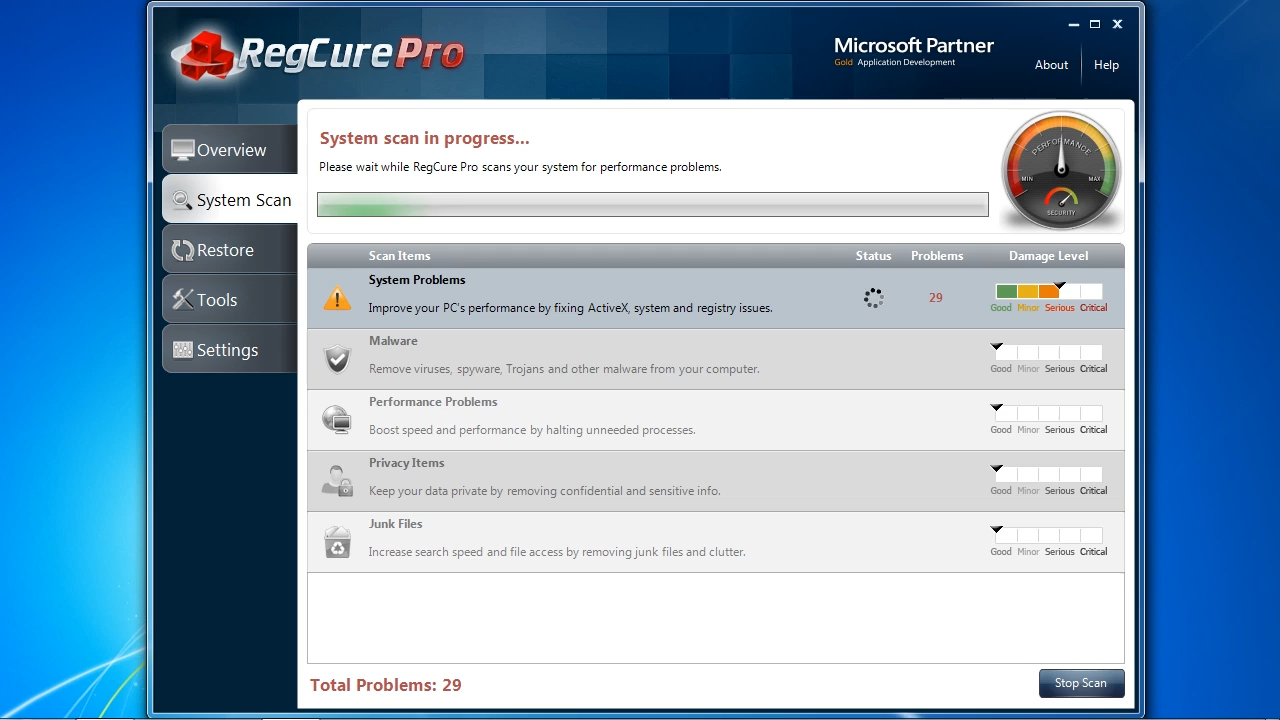 RegCure Pro
Microsoft Partner
Gold Application Development
About
Help
Overview
System Scan
Restore
Tools
Settings
System scan in progress...
Please wait while RegCure Pro scans your system for performance problems.
PERFORMANCE
MIN
MAX
SECURITY
Scan Items Status Problems Damage Level
System Problems
Improve your PC's performance by fixing ActiveX, system and registry issues.
29
Good Minor Serious Critical
Malware
Remove viruses, spyware, Trojans and other malware from your computer.
Good Minor Serious Critical
Performance Problems
Boost speed and performance by halting unneeded processes.
Good Minor Serious Critical
Privacy Items
Keep your data private by removing confidential and sensitive info.
Good Minor Serious Critical
Junk Files
Increase search speed and file access by removing junk files and clutter.
Good Minor Serious Critical
Total Problems: 29
Stop Scan